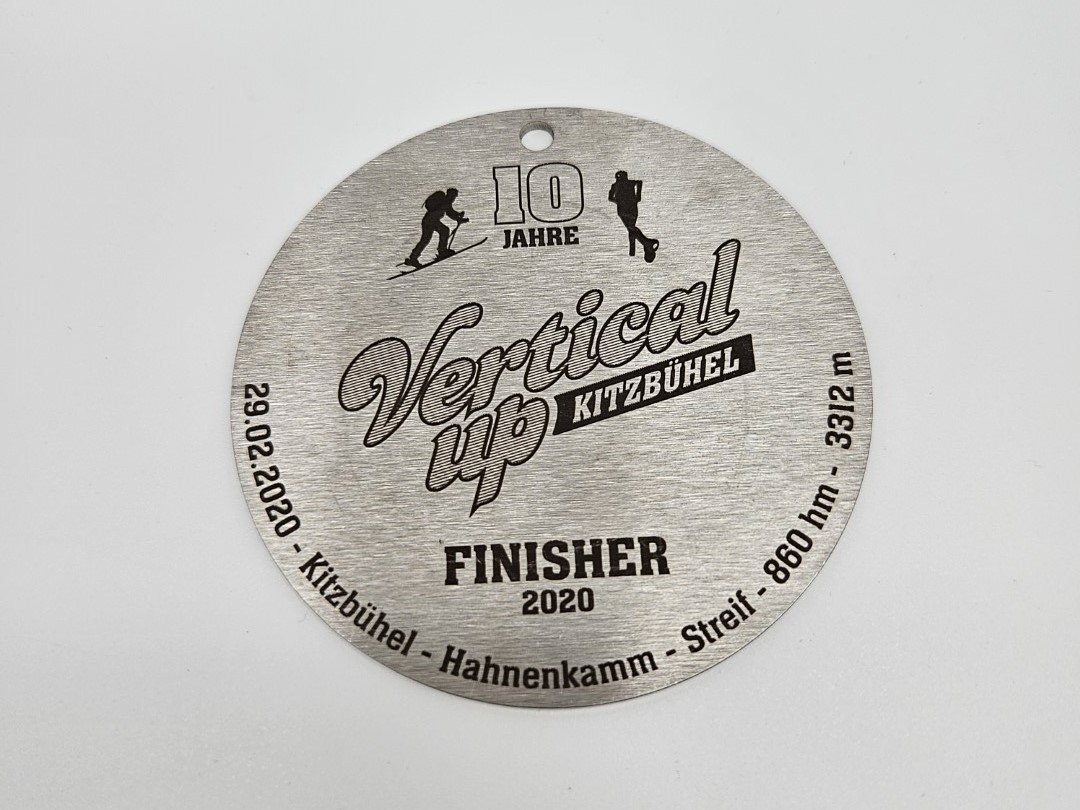 10
JAHRE
Vertical
up
KITZBÜHEL
FINISHER
2020
29.02.2020 - Kitzbühel - Hahnenkamm - Streif - 860 hm - 3312 m